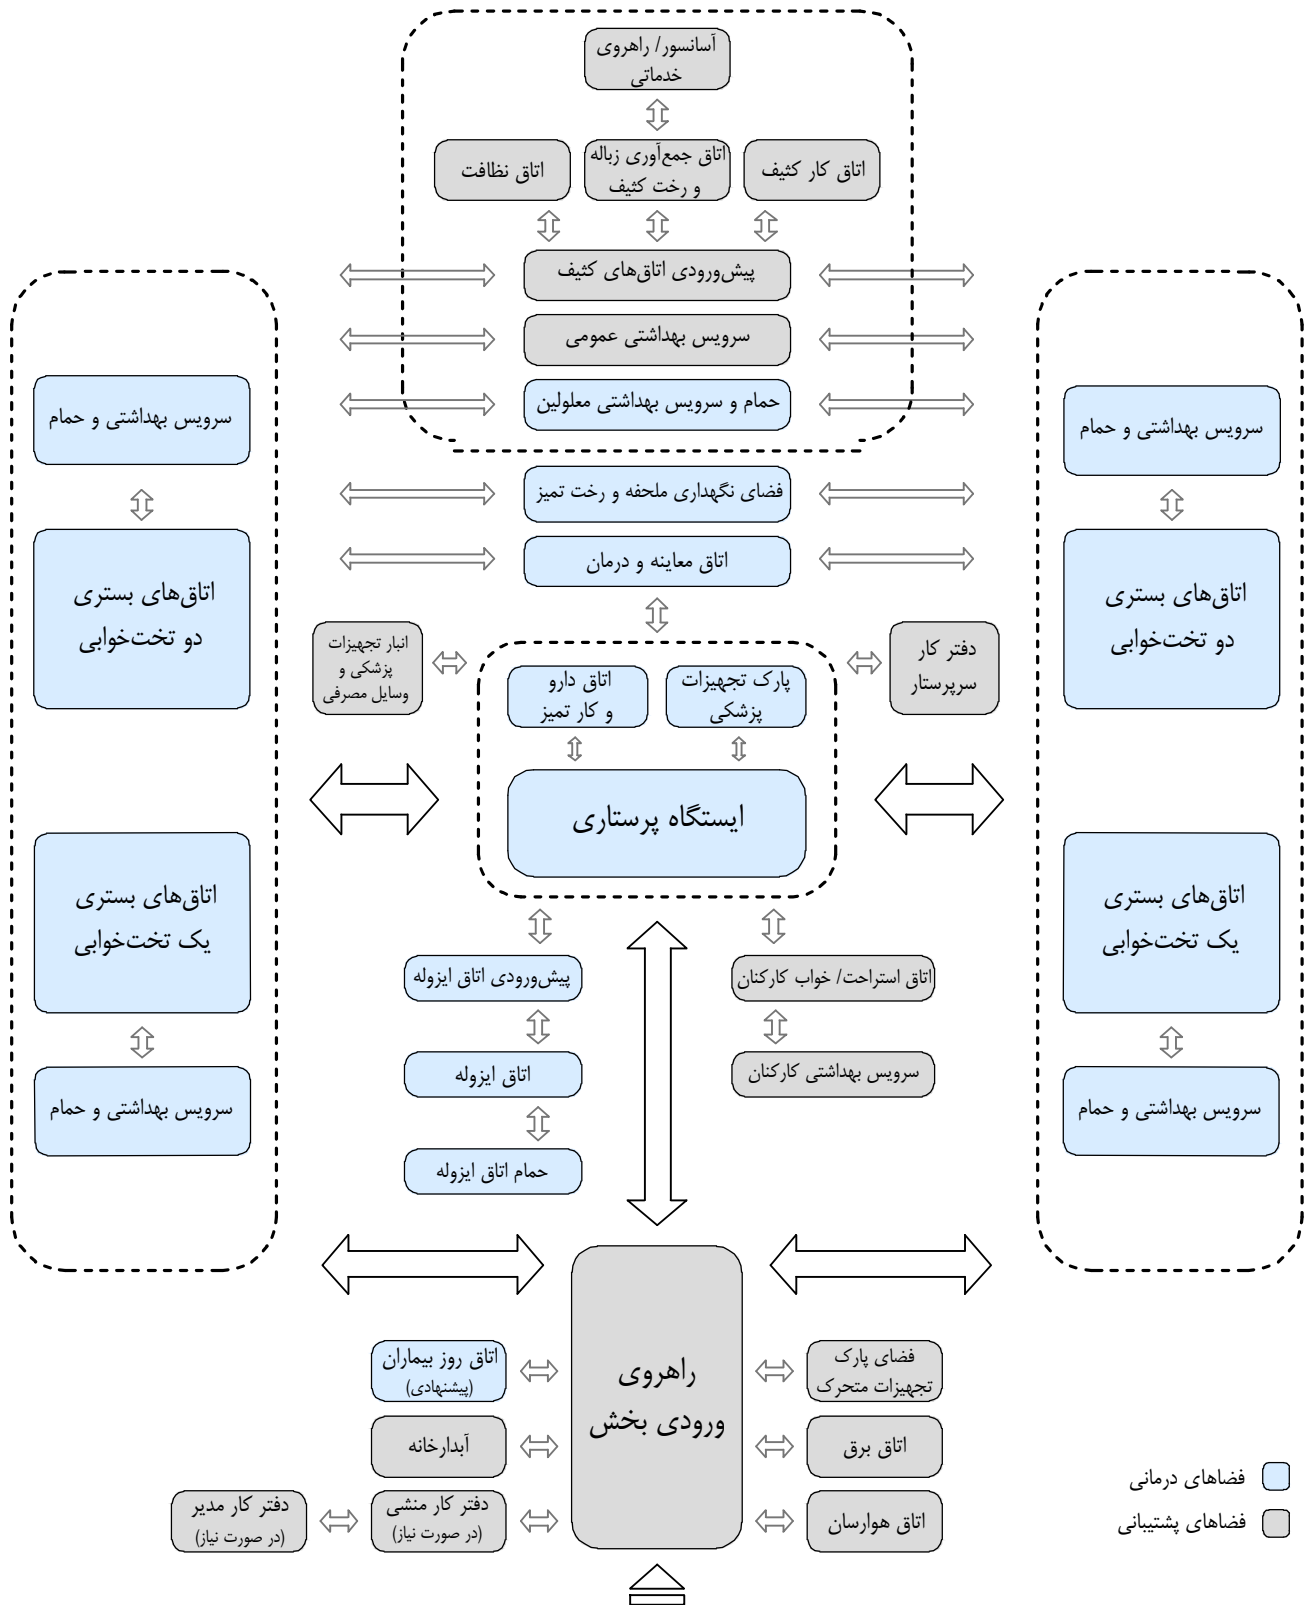 آسانسور/ راهروی
خدماتی
اتاق کار کثیف
اتاق جمع‌آوری زباله
و رخت کثیف
اتاق نظافت
پیش‌ورودی اتاق‌های کثیف
سرویس بهداشتی عمومی
حمام و سرویس بهداشتی معلولین
فضای نگهداری ملحفه و رخت تمیز
اتاق معاینه و درمان
سرویس بهداشتی و حمام
اتاق‌های بستری
دو تخت‌خوابی
اتاق‌های بستری
یک تخت‌خوابی
سرویس بهداشتی و حمام
دفتر کار
سرپرستار
پارک تجهیزات
پزشکی
اتاق دارو
و کار تمیز
انبار تجهیزات
پزشکی و
وسایل مصرفی
ایستگاه پرستاری
سرویس بهداشتی و حمام
اتاق‌های بستری
دو تخت‌خوابی
اتاق‌های بستری
یک تخت‌خوابی
سرویس بهداشتی و حمام
اتاق استراحت/ خواب کارکنان
سرویس بهداشتی کارکنان
پیش‌ورودی اتاق ایزوله
اتاق ایزوله
حمام اتاق ایزوله
راهروی
ورودی بخش
فضای پارک
تجهیزات متحرک
اتاق برق
اتاق هوارسان
اتاق روز بیماران
(پیشنهادی)
آبدارخانه
دفتر کار منشی
(در صورت نیاز)
دفتر کار مدیر
(در صورت نیاز)
فضاهای درمانی
فضاهای پشتیبانی